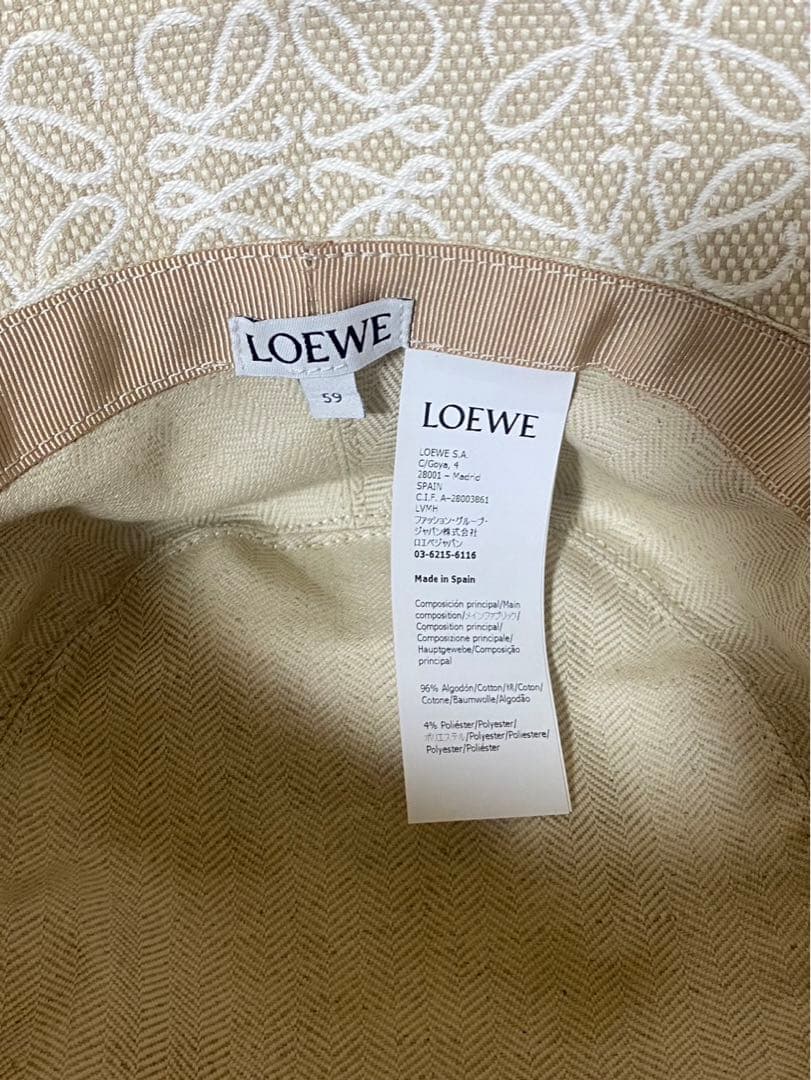 LOEWE
59
LOEWE
LOEWE S.A.
C/Goya, 4
28001 – Madrid
SPAIN
C.I.F. A-28003861
LVMH
ファッション・グループ・
ジャパン株式会社
ロエベジャパン
03-6215-6116
Made in Spain
Composición principal/Main
composition/メインファブリック/
Composition principal/
Composizione principale/
Hauptgewebe/Composição
principal
96% Algodón/Cotton/綿/Coton/
Cotone/Baumwolle/Algodão
4% Poliéster/Polyester/
ポリエステル/Polyester/Poliestere/
Polyester/Poliéster